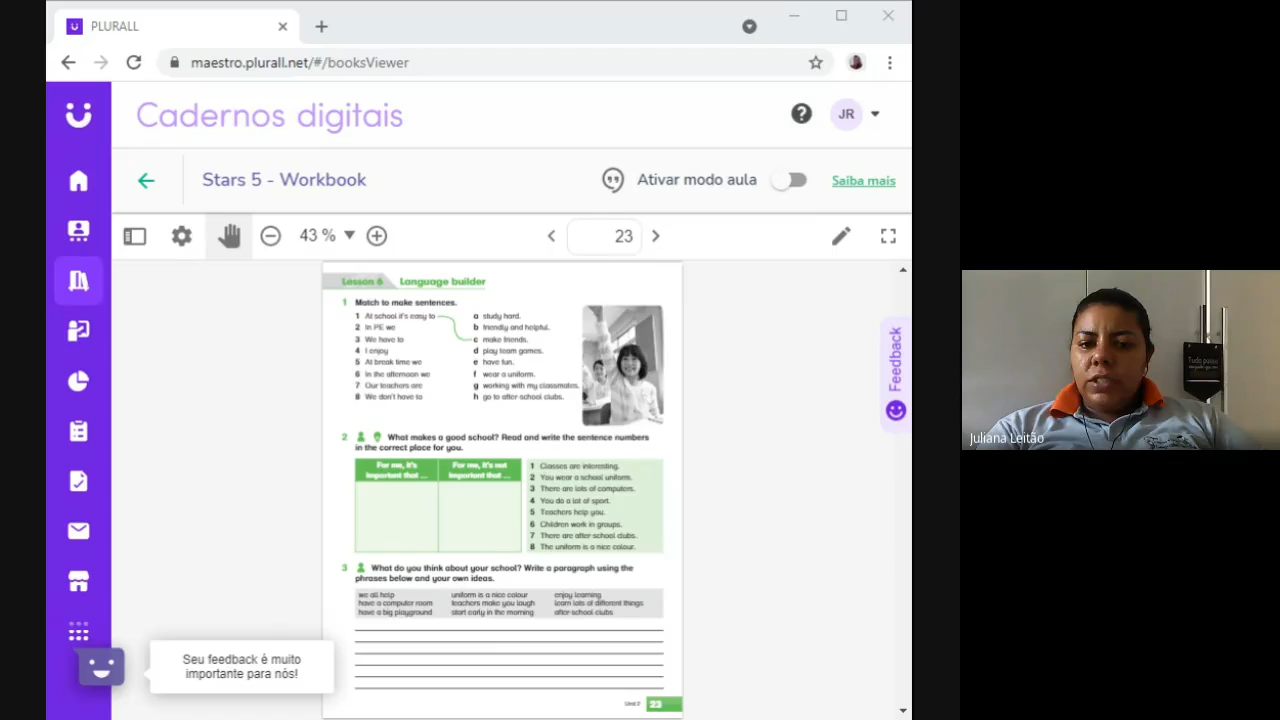 PLURALL
maestro.plurall.net/#/booksViewer
Cadernos digitais
JR
Stars 5 - Workbook
Ativar modo aula
Saiba mais
43 %
23
Lesson 6 Language builder
1 Match to make sentences.
1 At school it's easy to
2 In PE we
3 We have to
4 I enjoy
5 At break time we
6 In the afternoon we
7 Our teachers are
8 We don't have to
a study hard.
b friendly and helpful.
c make friends.
d play team games.
e have fun.
f wear a uniform.
g working with my classmates.
h go to after-school clubs.
2 What makes a good school? Read and write the sentence numbers
in the correct place for you.
For me, it's
important that ...
For me, it's not
important that ...
1 Classes are interesting.
2 You wear a school uniform.
3 There are lots of computers.
4 You do a lot of sport.
5 Teachers help you.
6 Children work in groups.
7 There are after-school clubs.
8 The uniform is a nice colour.
3 What do you think about your school? Write a paragraph using the
phrases below and your own ideas.
we all help uniform is a nice colour enjoy learning
have a computer room teachers make you laugh learn lots of different things
have a big playground start early in the morning after-school clubs
Unit 2 23
Feedback
Seu feedback é muito
importante para nós!
Tudo posso
Juliana Leitão